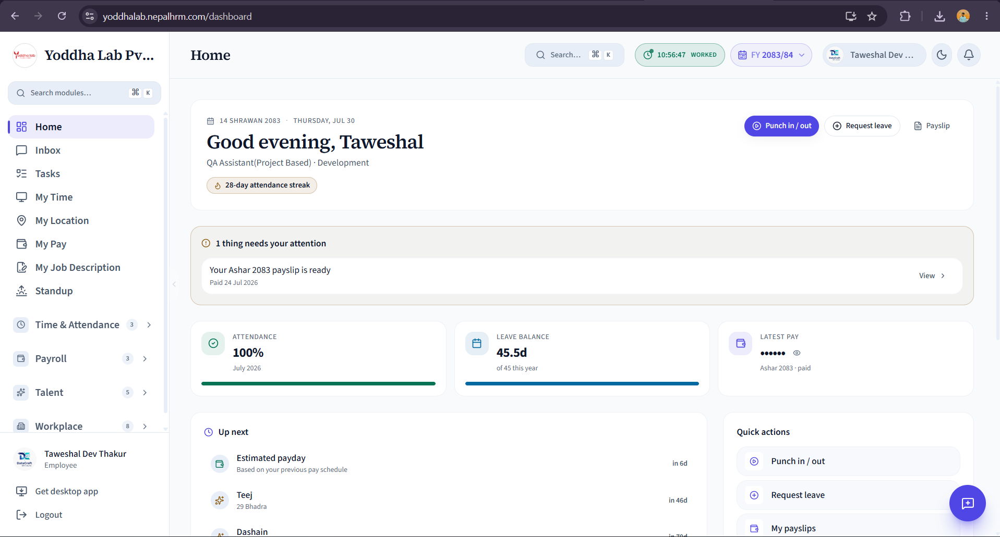 yoddhalab.nepalhrm.com/dashboard
Yoddha lab
Yoddha Lab Pv...
Search modules...
⌘ K
Home
Inbox
Tasks
My Time
My Location
My Pay
My Job Description
Standup
Time & Attendance 3
Payroll 3
Talent 5
Workplace 8
DataCraft
Taweshal Dev Thakur
Employee
Get desktop app
Logout
Home
Search... ⌘ K
10:56:47 WORKED
FY 2083/84
Taweshal Dev ...
14 SHRAWAN 2083 · THURSDAY, JUL 30
Good evening, Taweshal
QA Assistant(Project Based) · Development
28-day attendance streak
Punch in / out
Request leave
Payslip
1 thing needs your attention
Your Ashar 2083 payslip is ready
Paid 24 Jul 2026
View
ATTENDANCE
100%
July 2026
LEAVE BALANCE
45.5d
of 45 this year
LATEST PAY
••••••
Ashar 2083 · paid
Up next
Estimated payday
Based on your previous pay schedule
in 6d
Teej
29 Bhadra
in 46d
Dashain
in 79d
Quick actions
Punch in / out
Request leave
My payslips